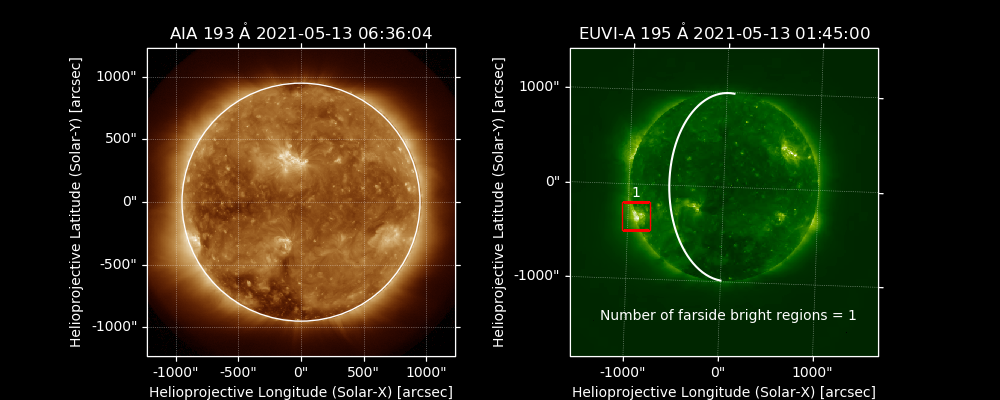 AIA 193 Å 2021-05-13 06:36:04
Helioprojective Latitude (Solar-Y) [arcsec]
1000"
500"
0"
-500"
-1000"
-1000" -500" 0" 500" 1000"
Helioprojective Longitude (Solar-X) [arcsec]
EUVI-A 195 Å 2021-05-13 01:45:00
Helioprojective Latitude (Solar-Y) [arcsec]
1000"
0"
-1000"
1
Number of farside bright regions = 1
-1000" 0" 1000"
Helioprojective Longitude (Solar-X) [arcsec]